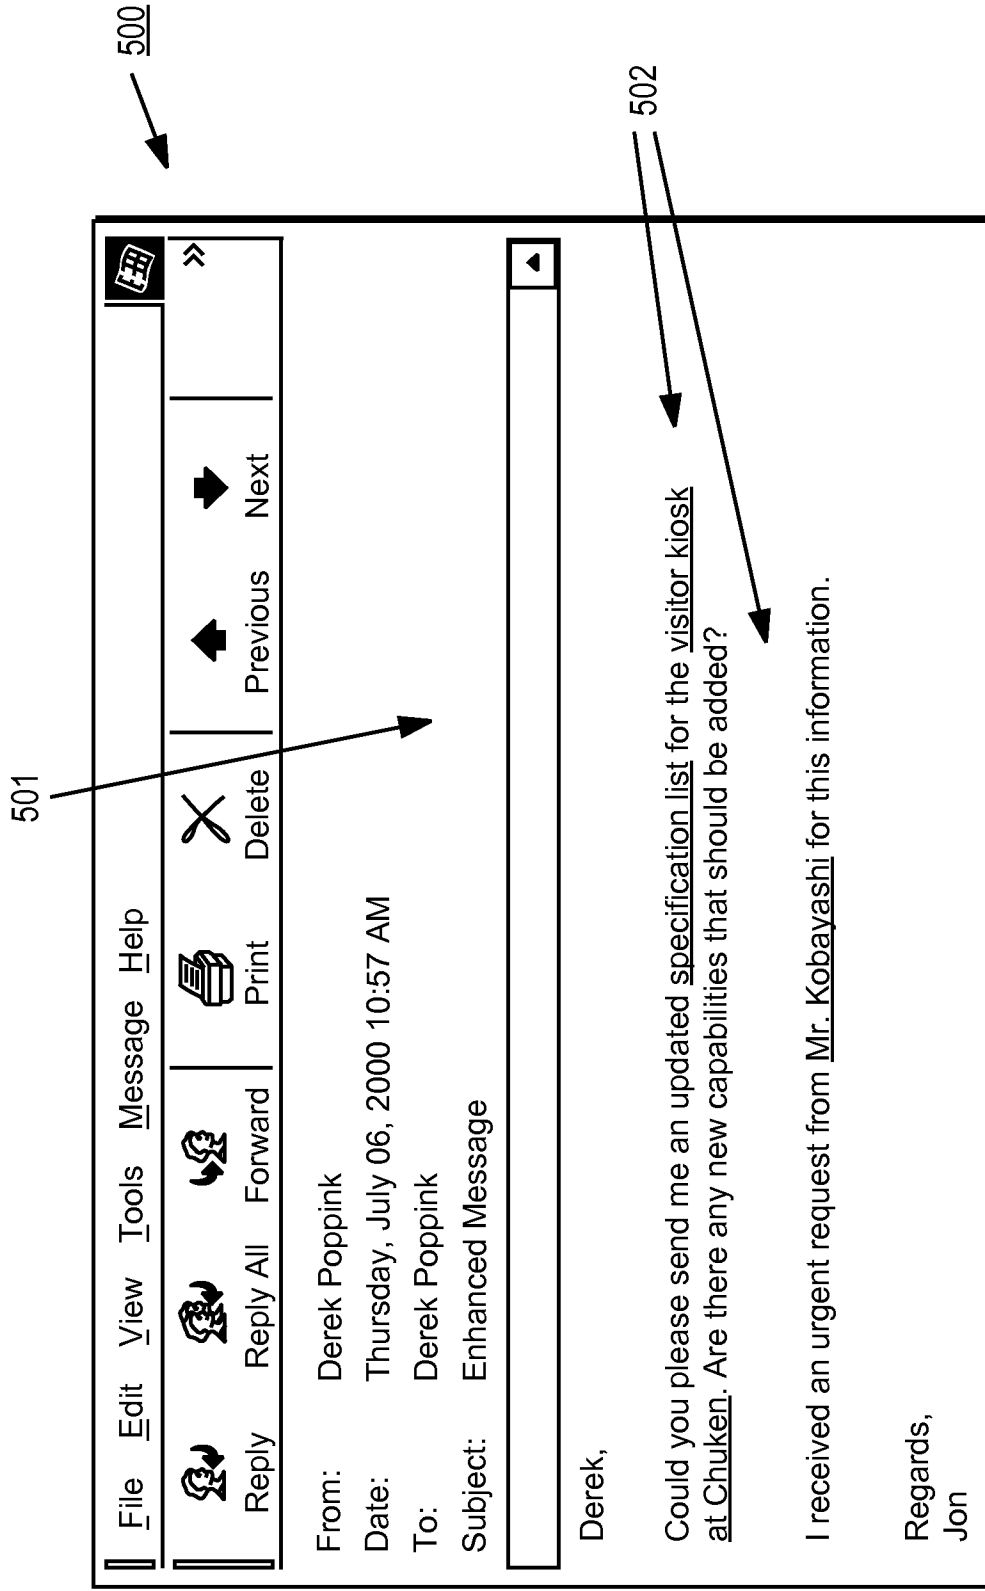 500
501
File Edit View Tools Message Help
»
Reply Reply All Forward Print Delete Previous Next
From: Derek Poppink
Date: Thursday, July 06, 2000 10:57 AM
To: Derek Poppink
Subject: Enhanced Message
502
Derek,
Could you please send me an updated specification list for the visitor kiosk
at Chuken. Are there any new capabilities that should be added?
I received an urgent request from Mr. Kobayashi for this information.
Regards,
Jon